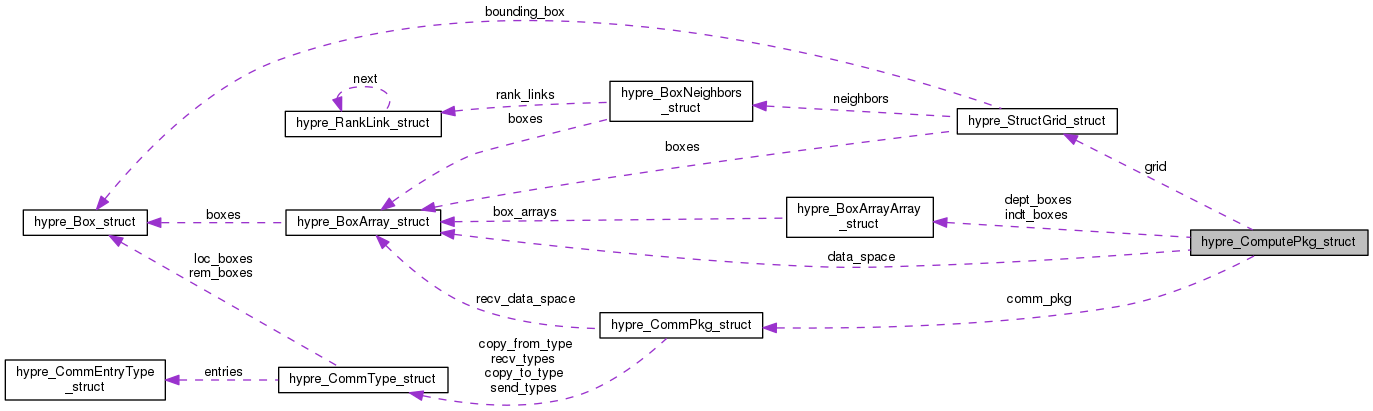 bounding_box
next
hypre_RankLink_struct
rank_links
hypre_BoxNeighbors
_struct
neighbors
hypre_StructGrid_struct
boxes
boxes
grid
hypre_Box_struct
boxes
hypre_BoxArray_struct
box_arrays
hypre_BoxArrayArray
_struct
dept_boxes
indt_boxes
hypre_ComputePkg_struct
data_space
loc_boxes
rem_boxes
recv_data_space
hypre_CommPkg_struct
comm_pkg
copy_from_type
recv_types
copy_to_type
send_types
hypre_CommEntryType
_struct
entries
hypre_CommType_struct